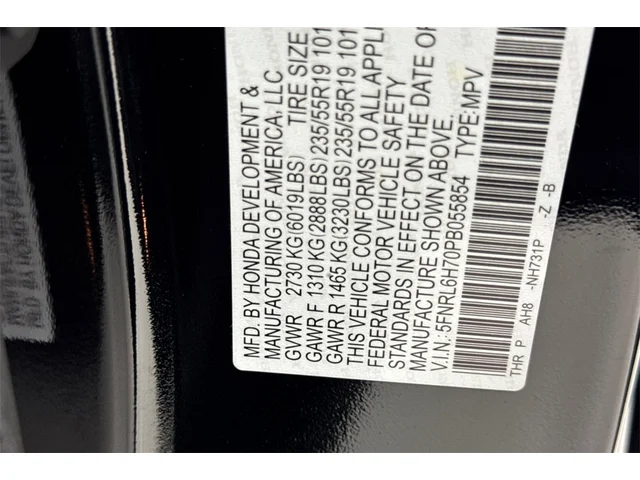 MFD. BY HONDA DEVELOPMENT &
MANUFACTURING OF AMERICA, LLC
GVWR 2730 KG(6019LBS) TIRE SIZE
GAWR F 1310 KG(2888LBS)235/55R19 101
GAWR R 1465 KG(3230LBS)235/55R19 101
THIS VEHICLE CONFORMS TO ALL APPLI
FEDERAL MOTOR VEHICLE SAFETY
STANDARDS IN EFFECT ON THE DATE OF
MANUFACTURE SHOWN ABOVE.
V.I.N.: 5FNRL6H70PB055854 TYPE:MPV
THR P AH8 -NH731P -Z -B